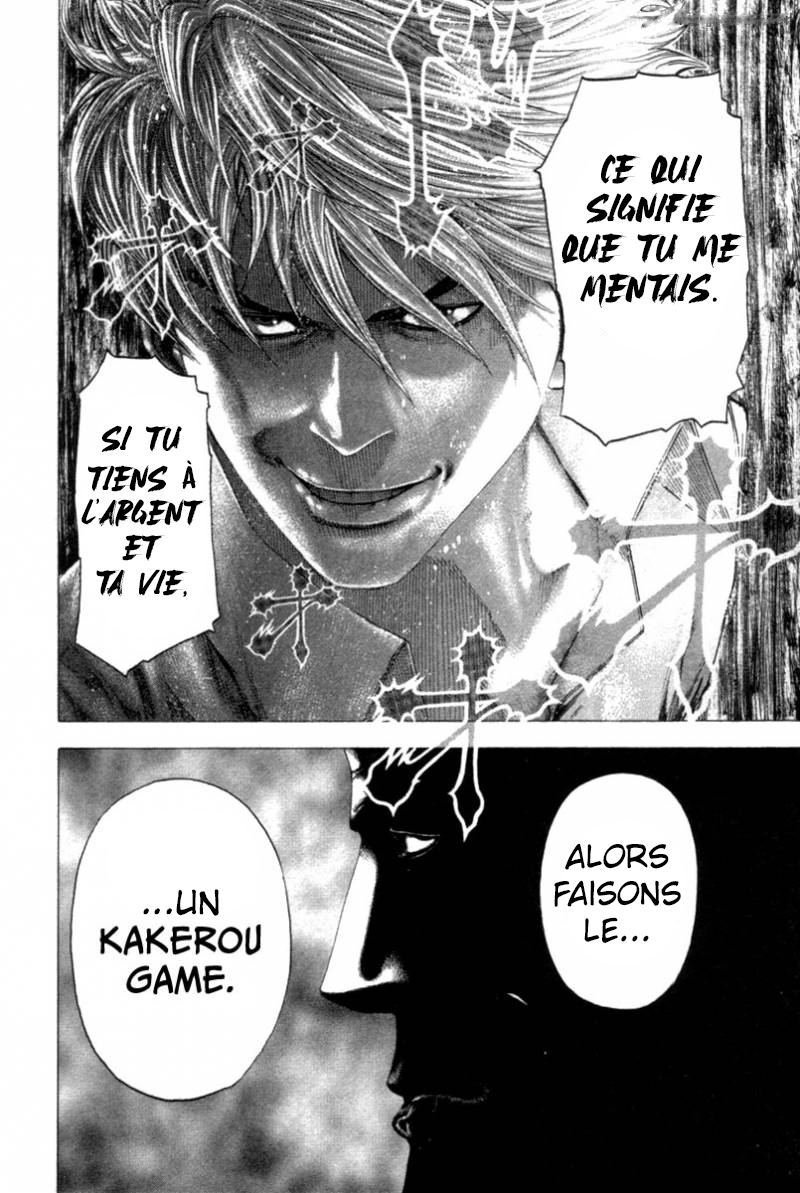 CE QUI
SIGNIFIE
QUE TU ME
MENTAIS.
SI TU
TIENS À
L'ARGENT
ET
TA VIE,
ALORS
FAISONS
LE...
...UN
KAKEROU
GAME.